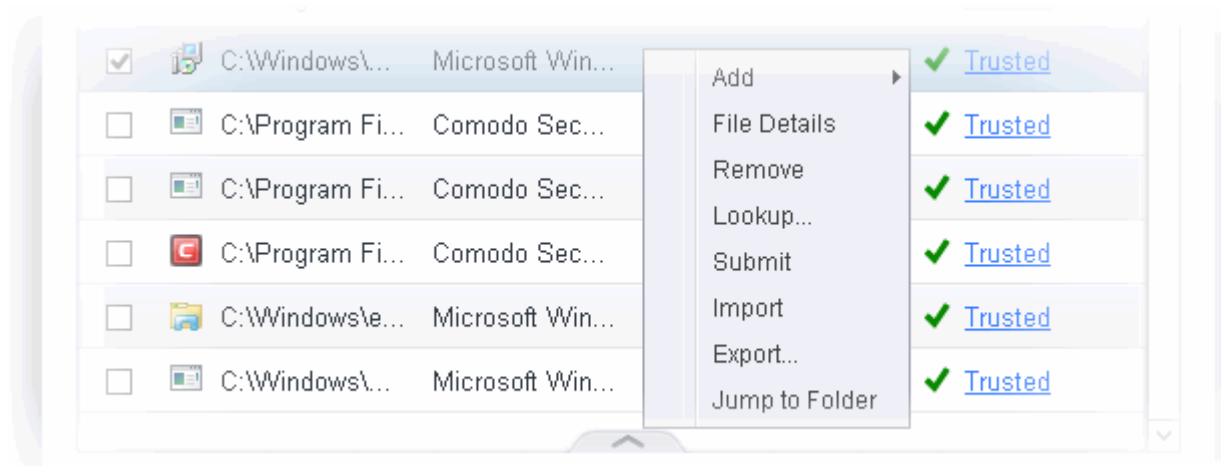 C:\Windows\... Microsoft Win... Trusted
C:\Program Fi... Comodo Sec... Trusted
C:\Program Fi... Comodo Sec... Trusted
C:\Program Fi... Comodo Sec... Trusted
C:\Windows\e... Microsoft Win... Trusted
C:\Windows\... Microsoft Win... Trusted
Add
File Details
Remove
Lookup...
Submit
Import
Export...
Jump to Folder